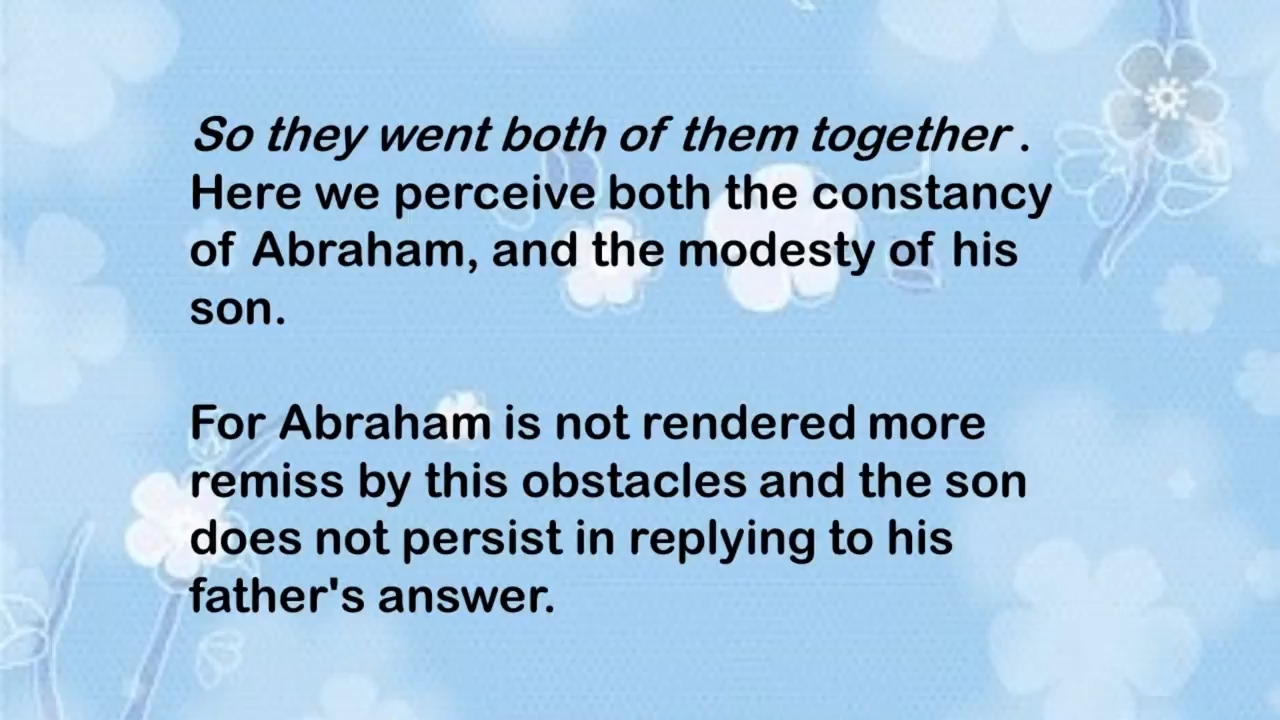 So they went both of them together .
Here we perceive both the constancy
of Abraham, and the modesty of his
son.
For Abraham is not rendered more
remiss by this obstacles and the son
does not persist in replying to his
father's answer.